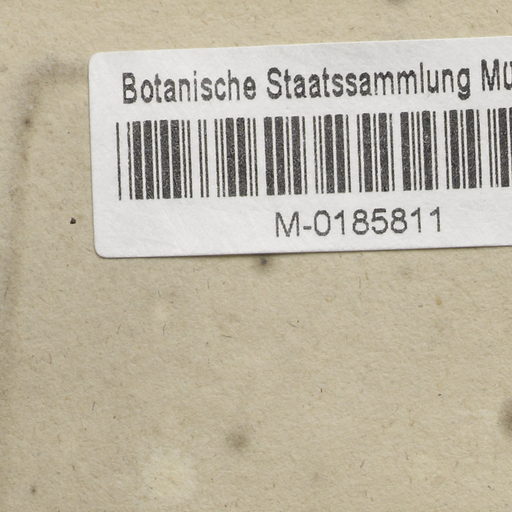 Botanische Staatssammlung Mü
M-0185811